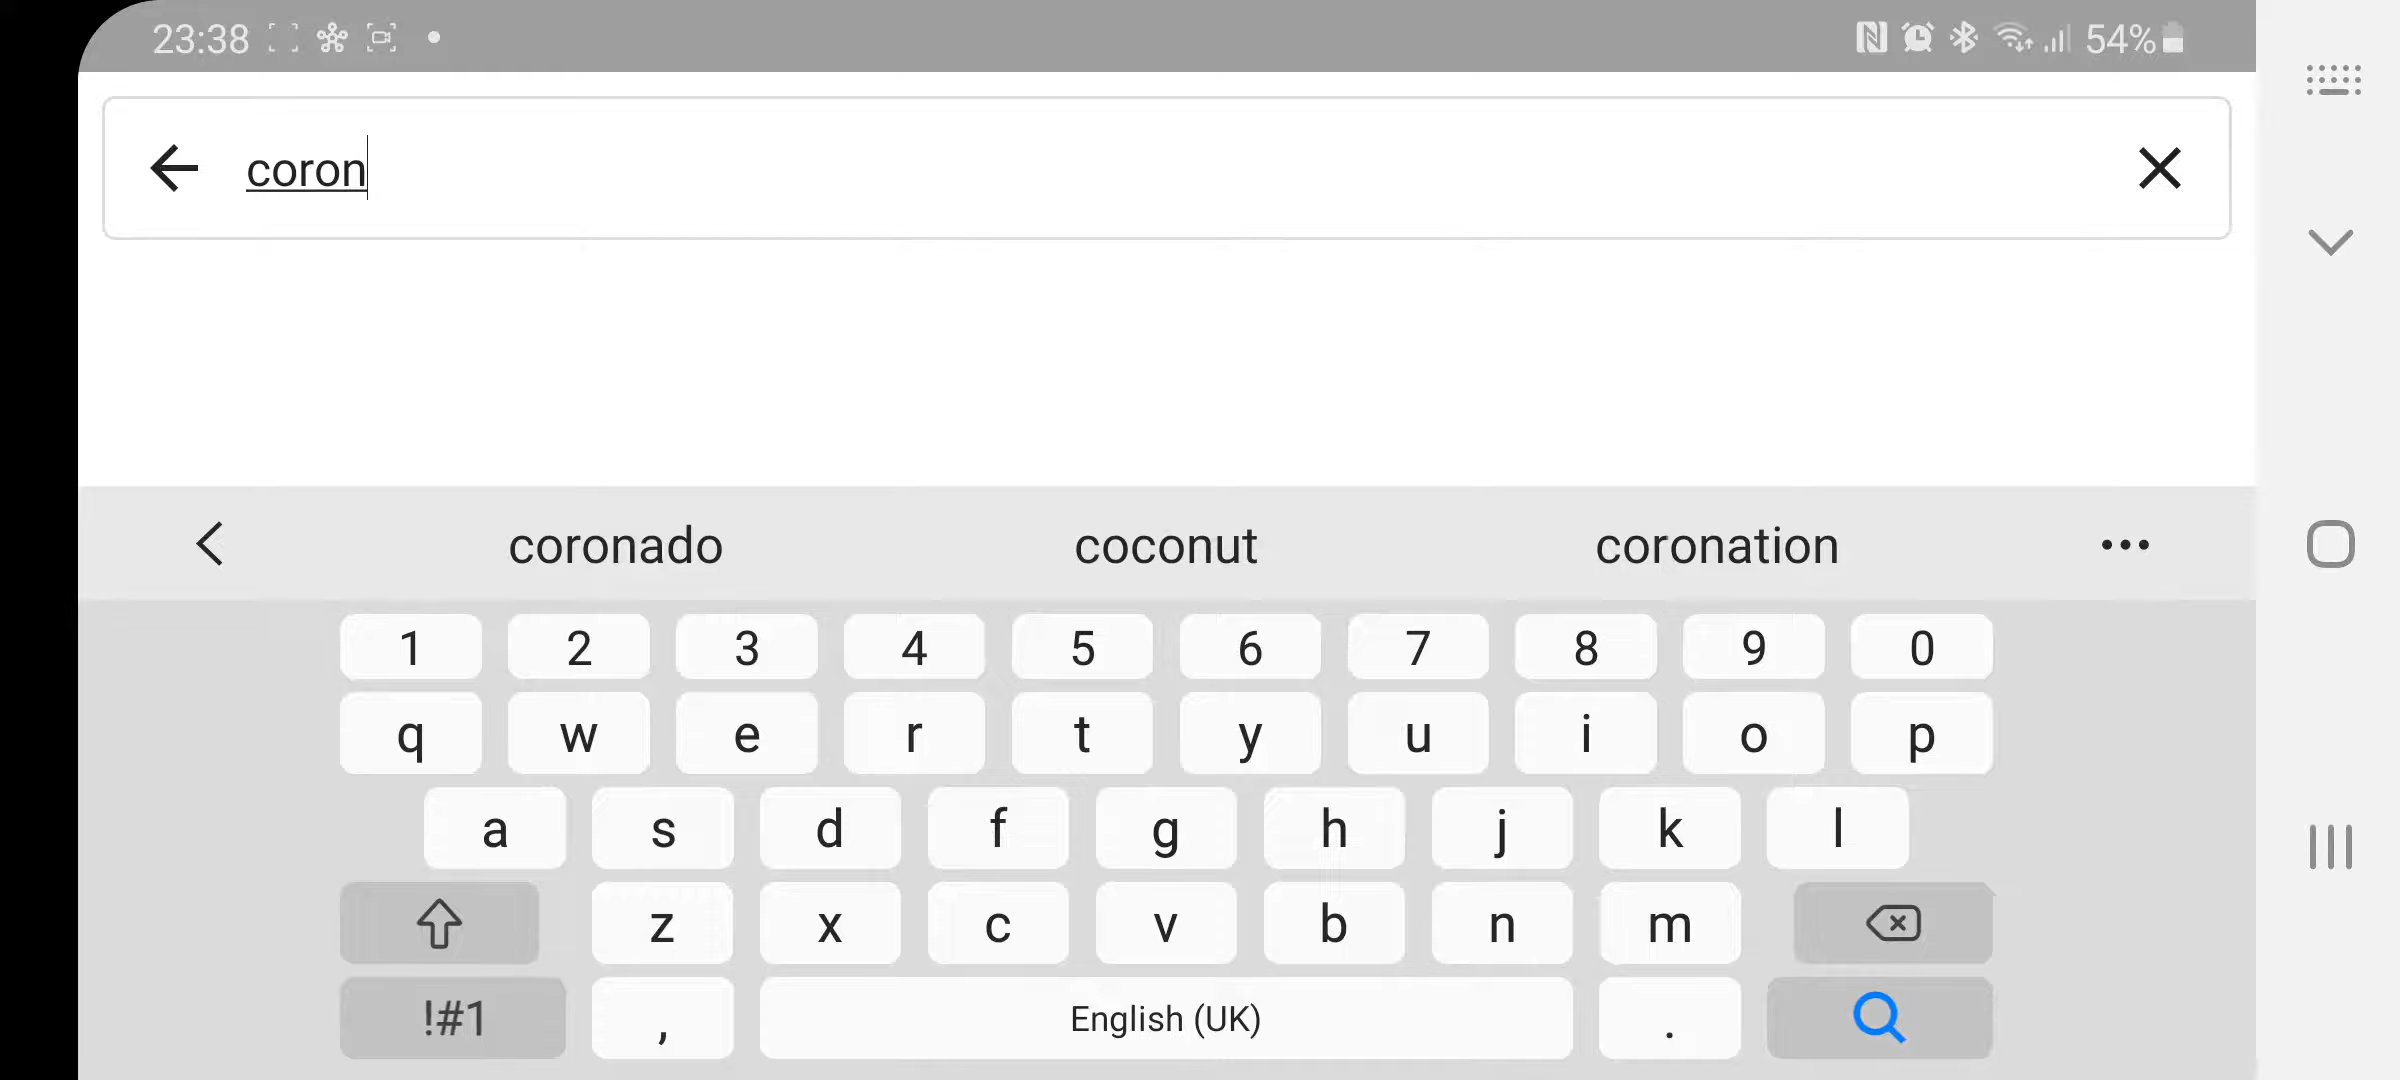 23:38 54%
coron
coronado coconut coronation
1 2 3 4 5 6 7 8 9 0
q w e r t y u i o p
a s d f g h j k l
z x c v b n m
!#1 , English (UK) .